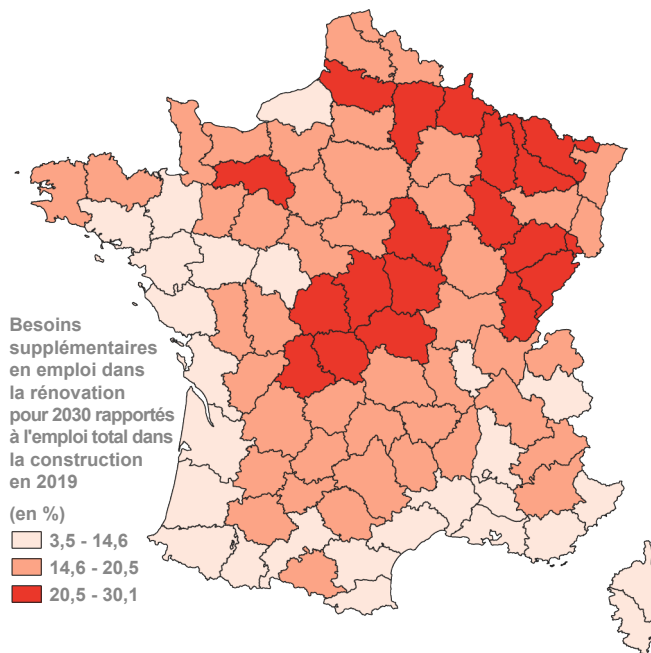 Besoins
supplémentaires
en emploi dans
la rénovation
pour 2030 rapportés
à l'emploi total dans
la construction
en 2019
(en %)
3,5 - 14,6
14,6 - 20,5
20,5 - 30,1